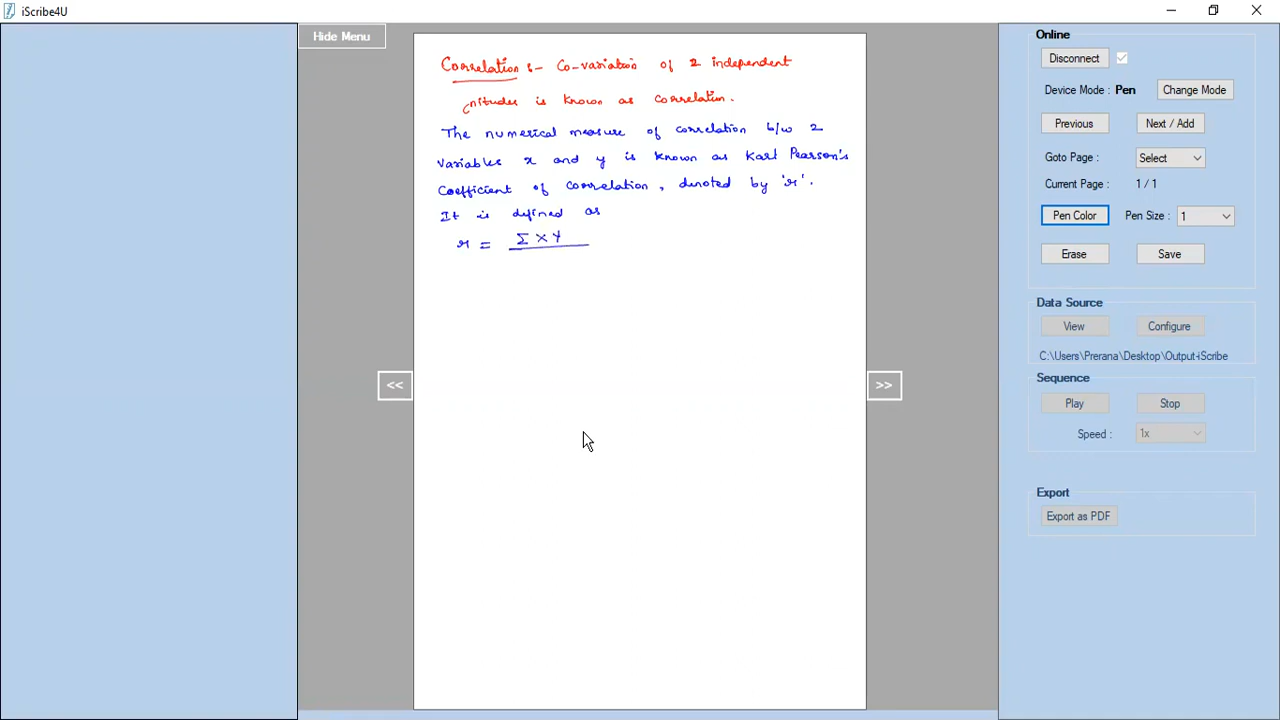 iScribe4U
Hide Menu
Correlation :- Co-variation of 2 independent
nitudes is known as correlation.
The numerical measure of correlation b/w 2
variables x and y is known as Karl Pearson's
Coefficient of correlation, denoted by 'r'.
It is defined as
r = Σ X Y
<<
>>
Online
Disconnect
Device Mode : Pen
Change Mode
Previous
Next / Add
Goto Page :
Select
Current Page :
1 / 1
Pen Color
Pen Size :
1
Erase
Save
Data Source
View
Configure
C:\Users\Prerana\Desktop\Output-iScribe
Sequence
Play
Stop
Speed :
1x
Export
Export as PDF